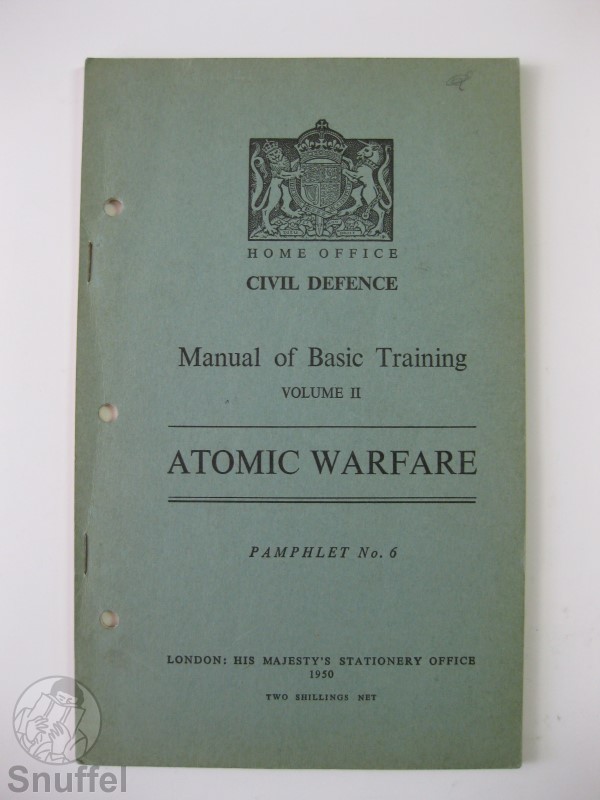 HOME OFFICE
CIVIL DEFENCE
Manual of Basic Training
VOLUME II
ATOMIC WARFARE
PAMPHLET No. 6
LONDON: HIS MAJESTY'S STATIONERY OFFICE
1950
TWO SHILLINGS NET
Snuffel